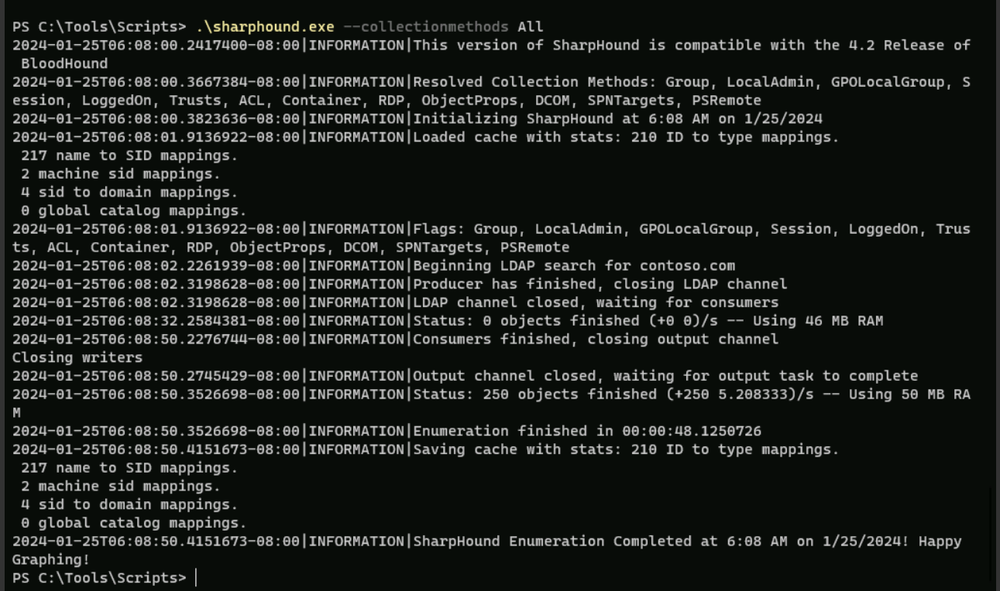 PS C:\Tools\Scripts> .\sharphound.exe --collectionmethods All
2024-01-25T06:08:00.2417400-08:00|INFORMATION|This version of SharpHound is compatible with the 4.2 Release of
 BloodHound
2024-01-25T06:08:00.3667384-08:00|INFORMATION|Resolved Collection Methods: Group, LocalAdmin, GPOLocalGroup, S
ession, LoggedOn, Trusts, ACL, Container, RDP, ObjectProps, DCOM, SPNTargets, PSRemote
2024-01-25T06:08:00.3823636-08:00|INFORMATION|Initializing SharpHound at 6:08 AM on 1/25/2024
2024-01-25T06:08:01.9136922-08:00|INFORMATION|Loaded cache with stats: 210 ID to type mappings.
 217 name to SID mappings.
 2 machine sid mappings.
 4 sid to domain mappings.
 0 global catalog mappings.
2024-01-25T06:08:01.9136922-08:00|INFORMATION|Flags: Group, LocalAdmin, GPOLocalGroup, Session, LoggedOn, Trus
ts, ACL, Container, RDP, ObjectProps, DCOM, SPNTargets, PSRemote
2024-01-25T06:08:02.2261939-08:00|INFORMATION|Beginning LDAP search for contoso.com
2024-01-25T06:08:02.3198628-08:00|INFORMATION|Producer has finished, closing LDAP channel
2024-01-25T06:08:02.3198628-08:00|INFORMATION|LDAP channel closed, waiting for consumers
2024-01-25T06:08:32.2584381-08:00|INFORMATION|Status: 0 objects finished (+0 0)/s -- Using 46 MB RAM
2024-01-25T06:08:50.2276744-08:00|INFORMATION|Consumers finished, closing output channel
Closing writers
2024-01-25T06:08:50.2745429-08:00|INFORMATION|Output channel closed, waiting for output task to complete
2024-01-25T06:08:50.3526698-08:00|INFORMATION|Status: 250 objects finished (+250 5.208333)/s -- Using 50 MB RA
M
2024-01-25T06:08:50.3526698-08:00|INFORMATION|Enumeration finished in 00:00:48.1250726
2024-01-25T06:08:50.4151673-08:00|INFORMATION|Saving cache with stats: 210 ID to type mappings.
 217 name to SID mappings.
 2 machine sid mappings.
 4 sid to domain mappings.
 0 global catalog mappings.
2024-01-25T06:08:50.4151673-08:00|INFORMATION|SharpHound Enumeration Completed at 6:08 AM on 1/25/2024! Happy
Graphing!
PS C:\Tools\Scripts>